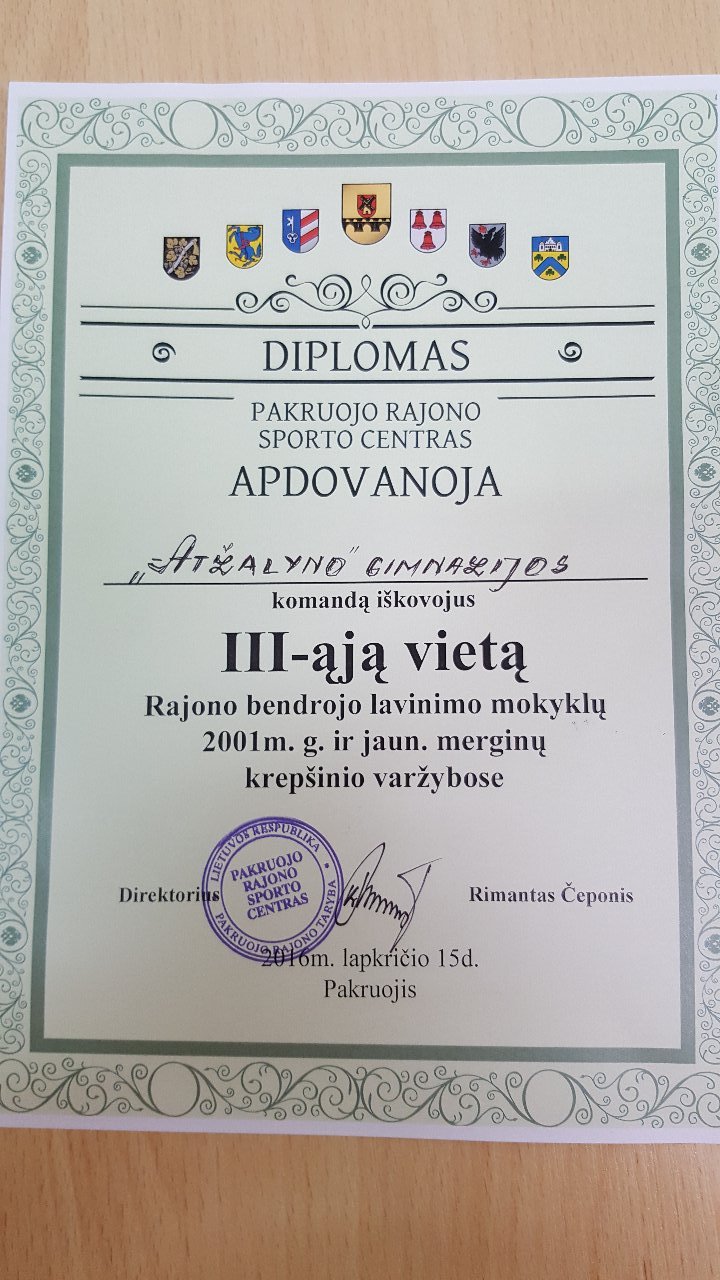 DIPLOMAS
PAKRUOJO RAJONO
SPORTO CENTRAS
APDOVANOJA
„ATŽALYNO" GIMNAZIJOS
komandą iškovojus
III-ąją vietą
Rajono bendrojo lavinimo mokyklų
2001m. g. ir jaun. merginų
krepšinio varžybose
LIETUVOS RESPUBLIKA
PAKRUOJO
RAJONO
SPORTO
CENTRAS
PAKRUOJO RAJONO TARYBA
Direktorius
Rimantas Čeponis
2016m. lapkričio 15d.
Pakruojis